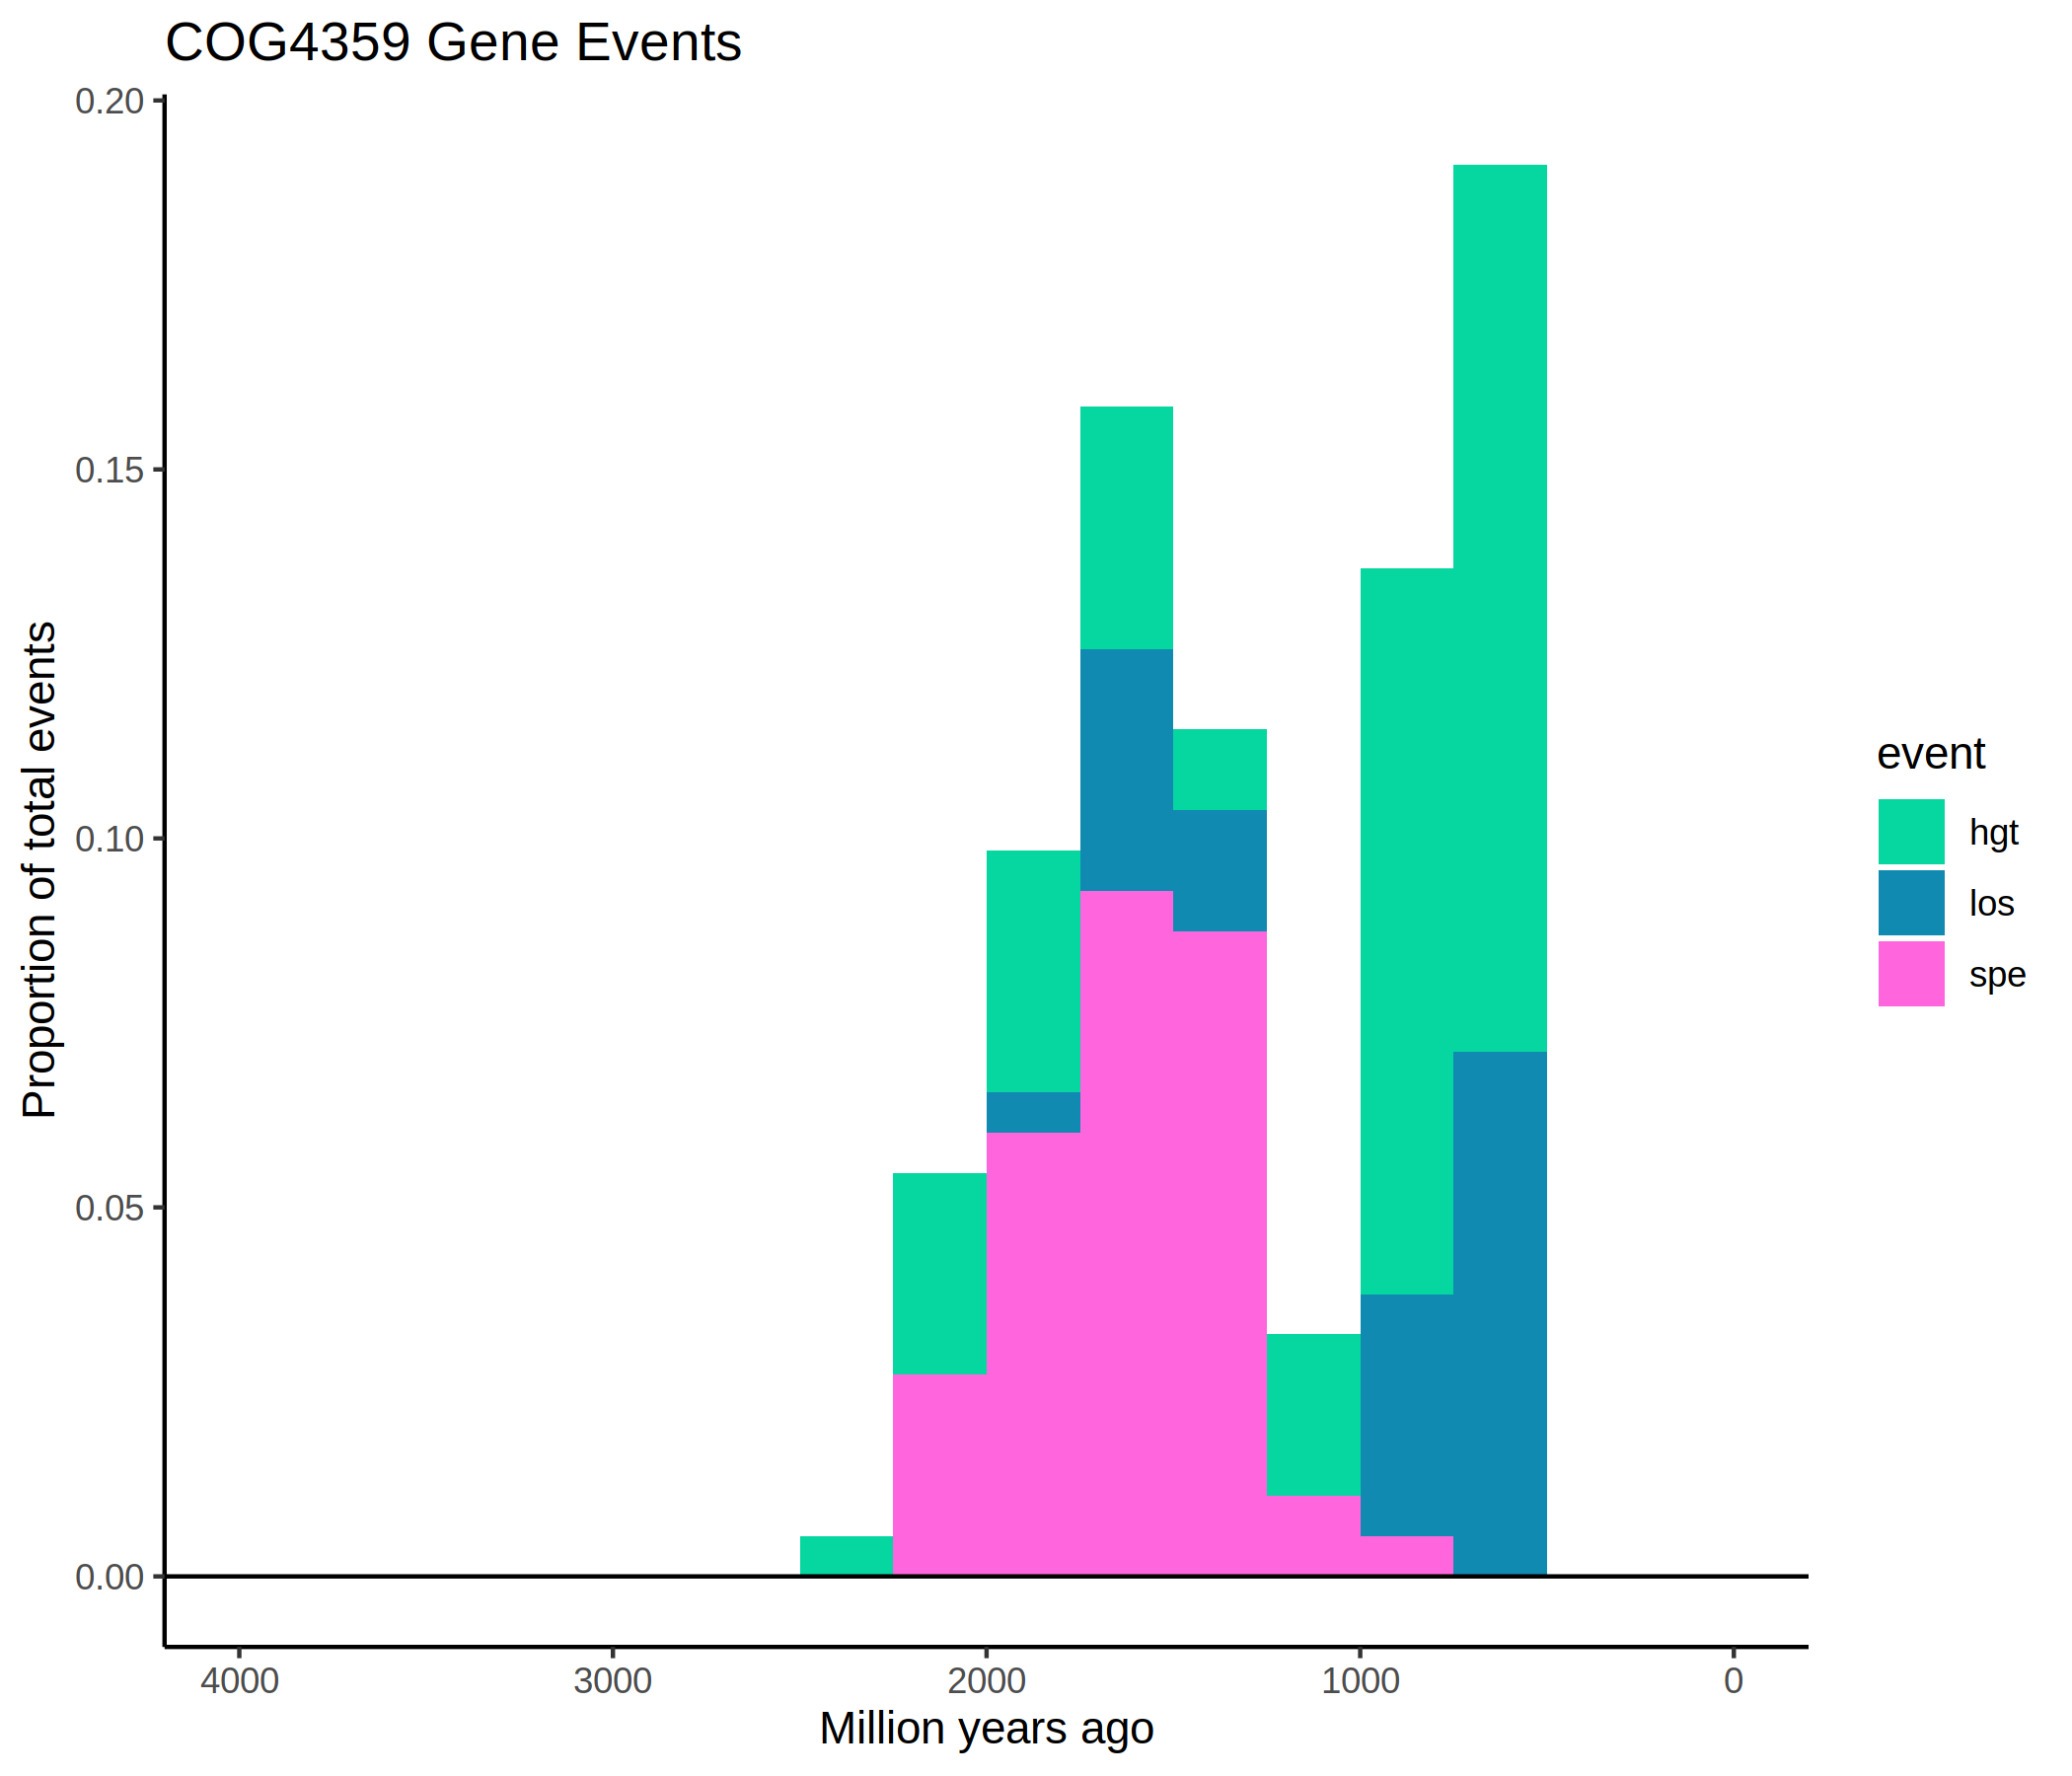 COG4359 Gene Events
0.20
0.15
0.10
0.05
0.00
Proportion of total events
4000 3000 2000 1000 0
Million years ago
event
hgt
los
spe